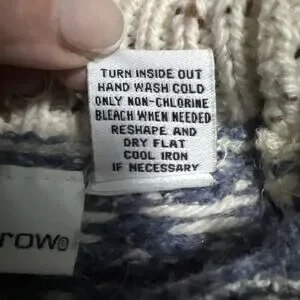 TURN INSIDE OUT
HAND WASH COLD
ONLY NON-CHLORINE
BLEACH WHEN NEEDED
RESHAPE AND
DRY FLAT
COOL IRON
IF NECESSARY
row®